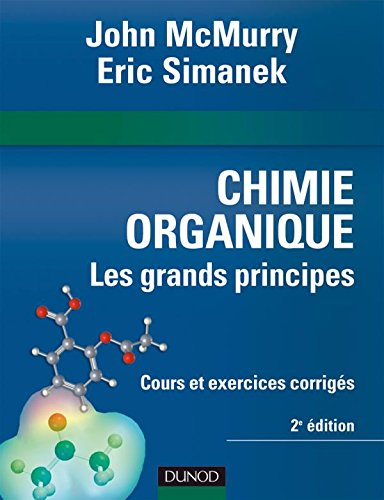 John McMurry
Eric Simanek
CHIMIE
ORGANIQUE
Les grands principes
Cours et exercices corrigés
2e édition
DUNOD